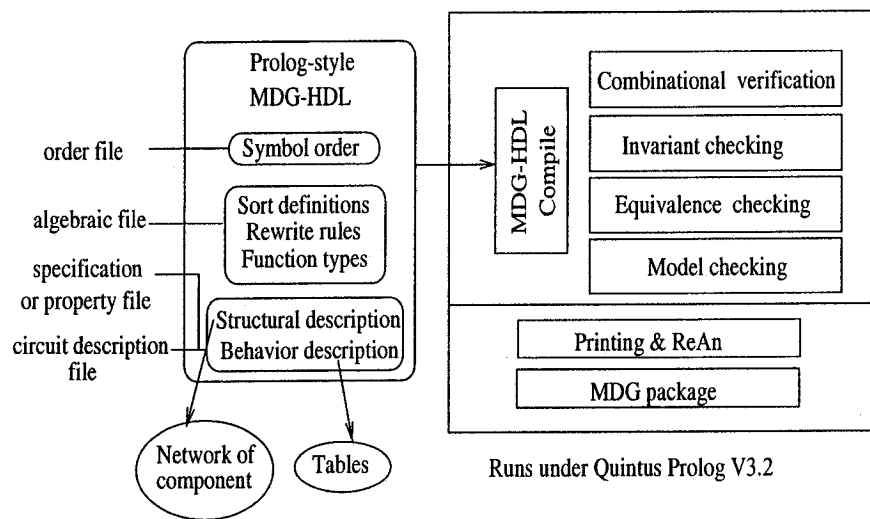 Prolog-style
MDG-HDL
order file
Symbol order
algebraic file
Sort definitions
Rewrite rules
Function types
specification
or property file
circuit description
file
Structural description
Behavior description
Network of
component
Tables
MDG-HDL
Compile
Combinational verification
Invariant checking
Equivalence checking
Model checking
Printing & ReAn
MDG package
Runs under Quintus Prolog V3.2